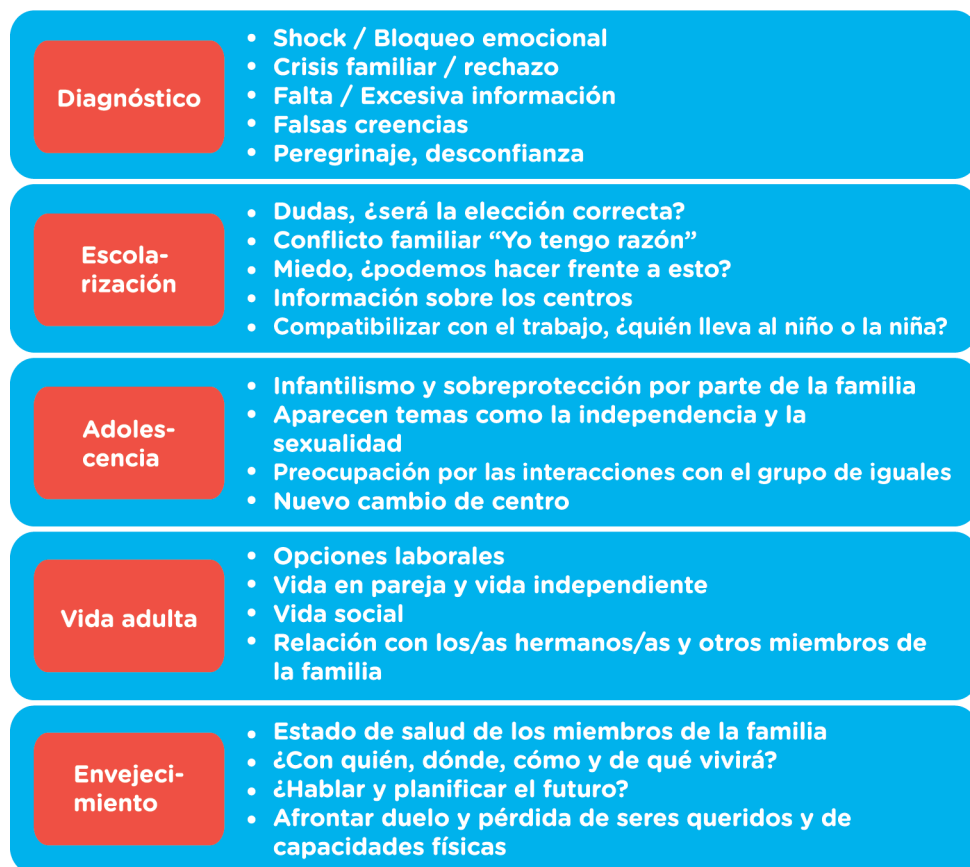 Diagnóstico
• Shock / Bloqueo emocional
• Crisis familiar / rechazo
• Falta / Excesiva información
• Falsas creencias
• Peregrinaje, desconfianza
Escola-
rización
• Dudas, ¿será la elección correcta?
• Conflicto familiar “Yo tengo razón”
• Miedo, ¿podemos hacer frente a esto?
• Información sobre los centros
• Compatibilizar con el trabajo, ¿quién lleva al niño o la niña?
Adoles-
cencia
• Infantilismo y sobreprotección por parte de la familia
• Aparecen temas como la independencia y la
sexualidad
• Preocupación por las interacciones con el grupo de iguales
• Nuevo cambio de centro
Vida adulta
• Opciones laborales
• Vida en pareja y vida independiente
• Vida social
• Relación con los/as hermanos/as y otros miembros de
la familia
Envejeci-
miento
• Estado de salud de los miembros de la familia
• ¿Con quién, dónde, cómo y de qué vivirá?
• ¿Hablar y planificar el futuro?
• Afrontar duelo y pérdida de seres queridos y de
capacidades físicas